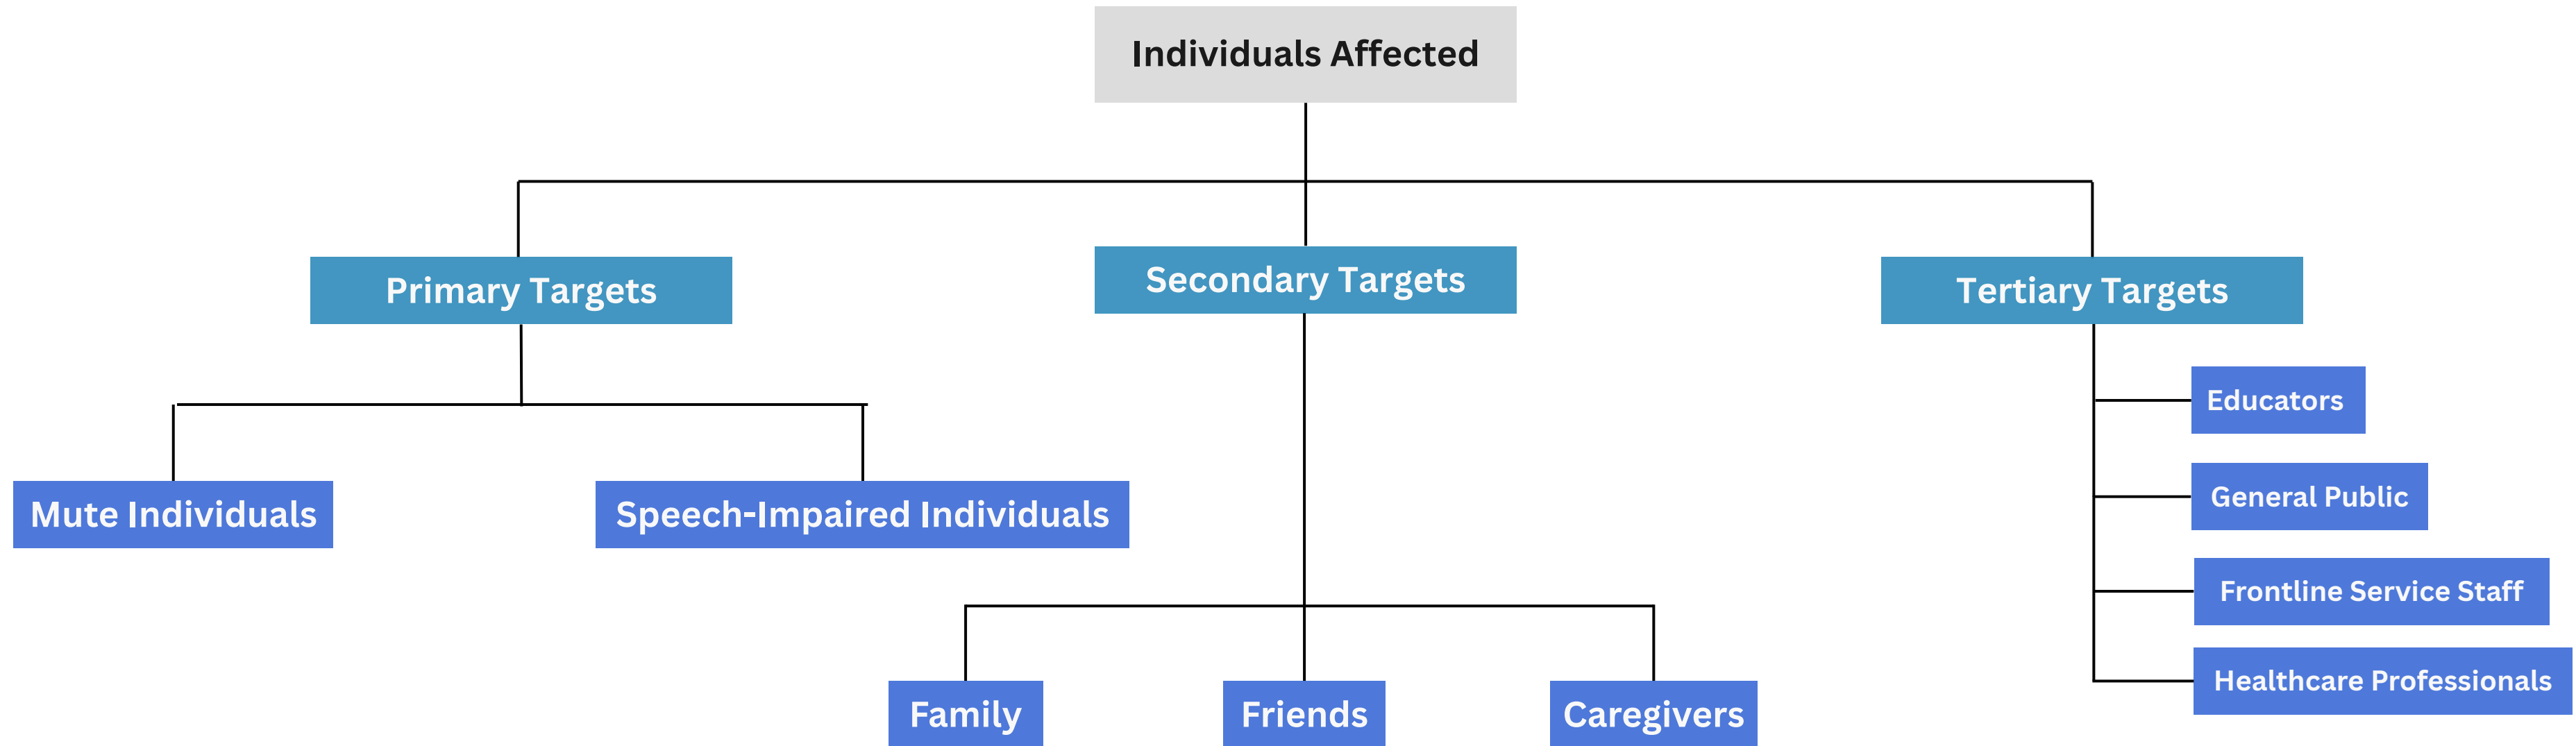 Individuals Affected
Primary Targets
Secondary Targets
Tertiary Targets
Mute Individuals
Speech-Impaired Individuals
Family
Friends
Caregivers
Educators
General Public
Frontline Service Staff
Healthcare Professionals